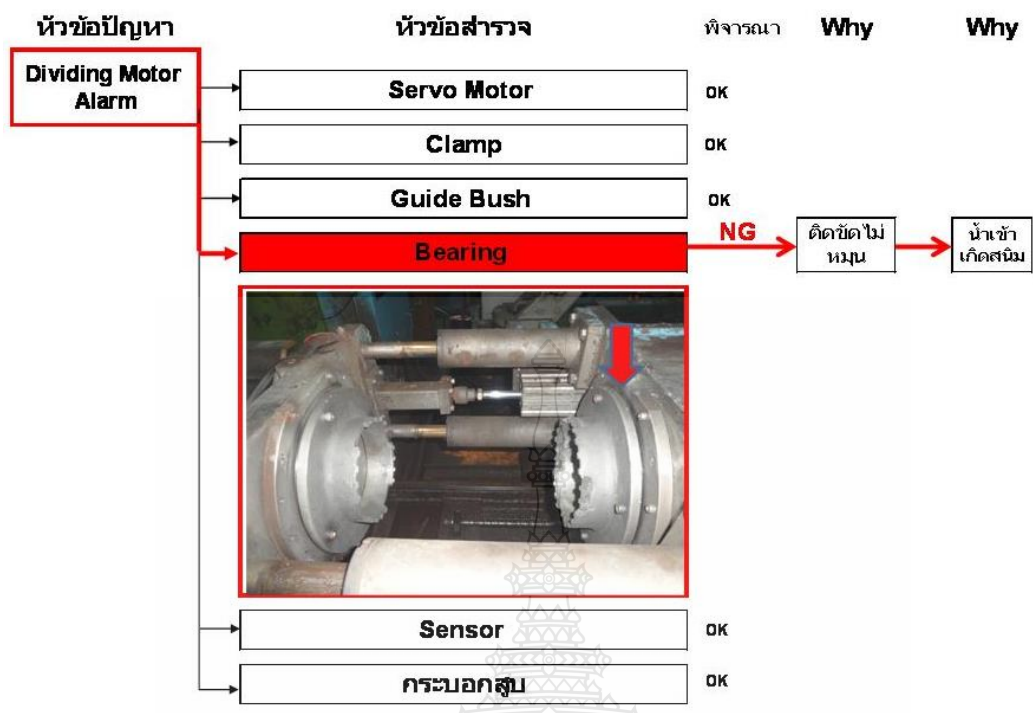 หัวข้อปัญหา หัวข้อสำรวจ พิจารณา Why Why
Dividing Motor
Alarm
Servo Motor OK
Clamp OK
Guide Bush OK
Bearing NG
ติดขัดไม่
หมุน
น้ำเข้า
เกิดสนิม
Sensor OK
กระบอกสูบ OK